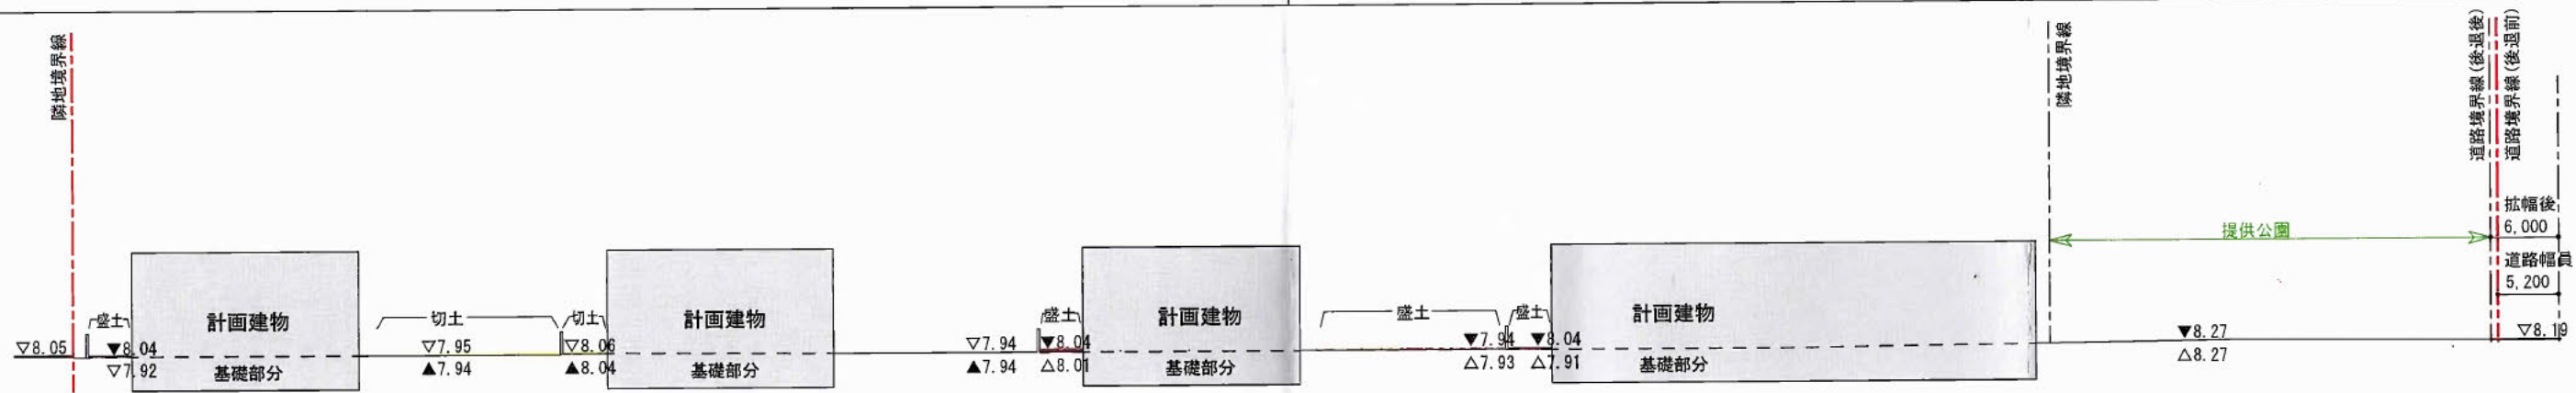 隣地境界線
隣地境界線
道路境界線(後退後)
道路境界線(後退前)
拡幅後
6,000
提供公園
道路幅員
5,200
盛土
計画建物
切土
切土
計画建物
盛土
計画建物
盛土
盛土
計画建物
▽8.05
▼8.04
▽7.92
基礎部分
▽7.95
▲7.94
▽8.06
▲8.04
基礎部分
▽7.94
▲7.94
▼8.04
△8.01
基礎部分
▼7.94
△7.93
▼8.04
△7.91
基礎部分
▼8.27
△8.27
▽8.19